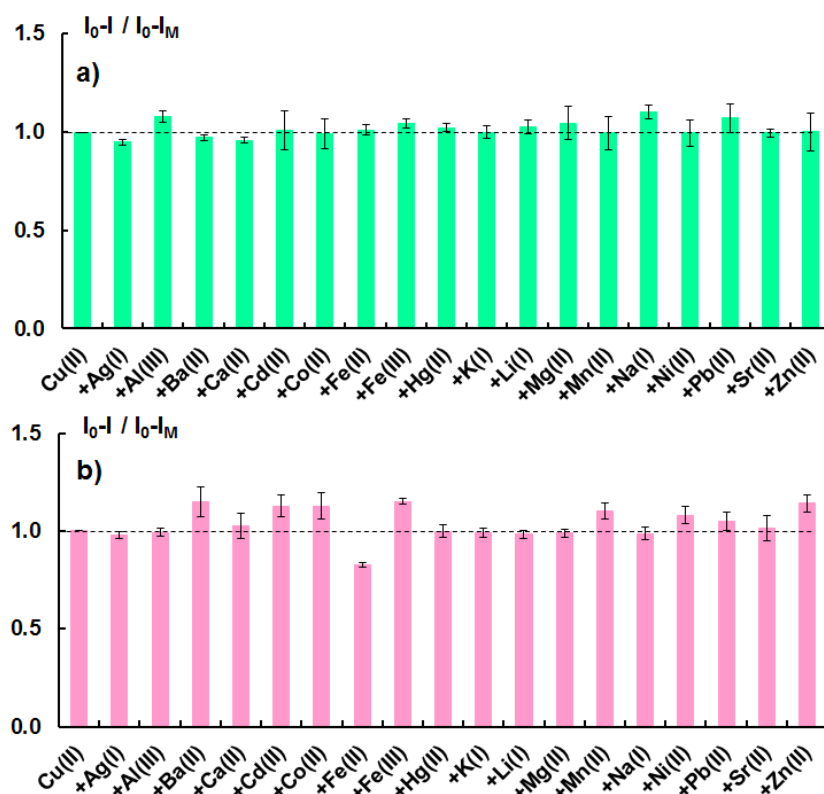 I₀-I / I₀-Iᴍ
a)
1.5
1.0
0.5
0.0
Cu(II)
+Ag(I)
+Al(III)
+Ba(II)
+Ca(II)
+Cd(II)
+Co(II)
+Fe(II)
+Fe(III)
+Hg(II)
+K(I)
+Li(I)
+Mg(II)
+Mn(II)
+Na(I)
+Ni(II)
+Pb(II)
+Sr(II)
+Zn(II)
I₀-I / I₀-Iᴍ
b)
1.5
1.0
0.5
0.0
Cu(II)
+Ag(I)
+Al(III)
+Ba(II)
+Ca(II)
+Cd(II)
+Co(II)
+Fe(II)
+Fe(III)
+Hg(II)
+K(I)
+Li(I)
+Mg(II)
+Mn(II)
+Na(I)
+Ni(II)
+Pb(II)
+Sr(II)
+Zn(II)